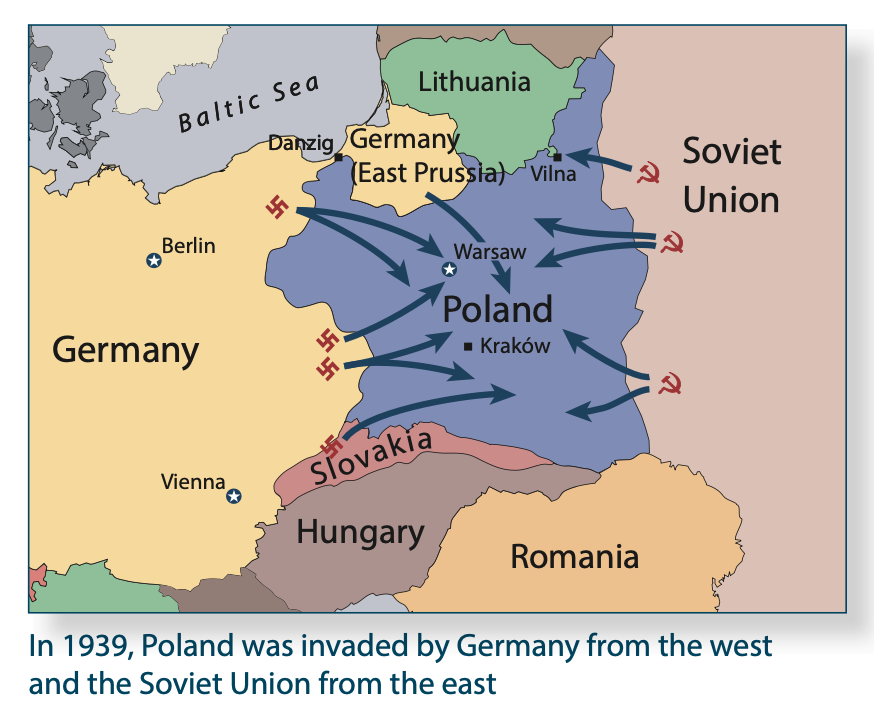 Lithuania
Baltic Sea
Danzig
Germany
(East Prussia)
Vilna
Soviet
Union
Berlin
Warsaw
Poland
Kraków
Germany
Slovakia
Vienna
Hungary
Romania
In 1939, Poland was invaded by Germany from the west
and the Soviet Union from the east